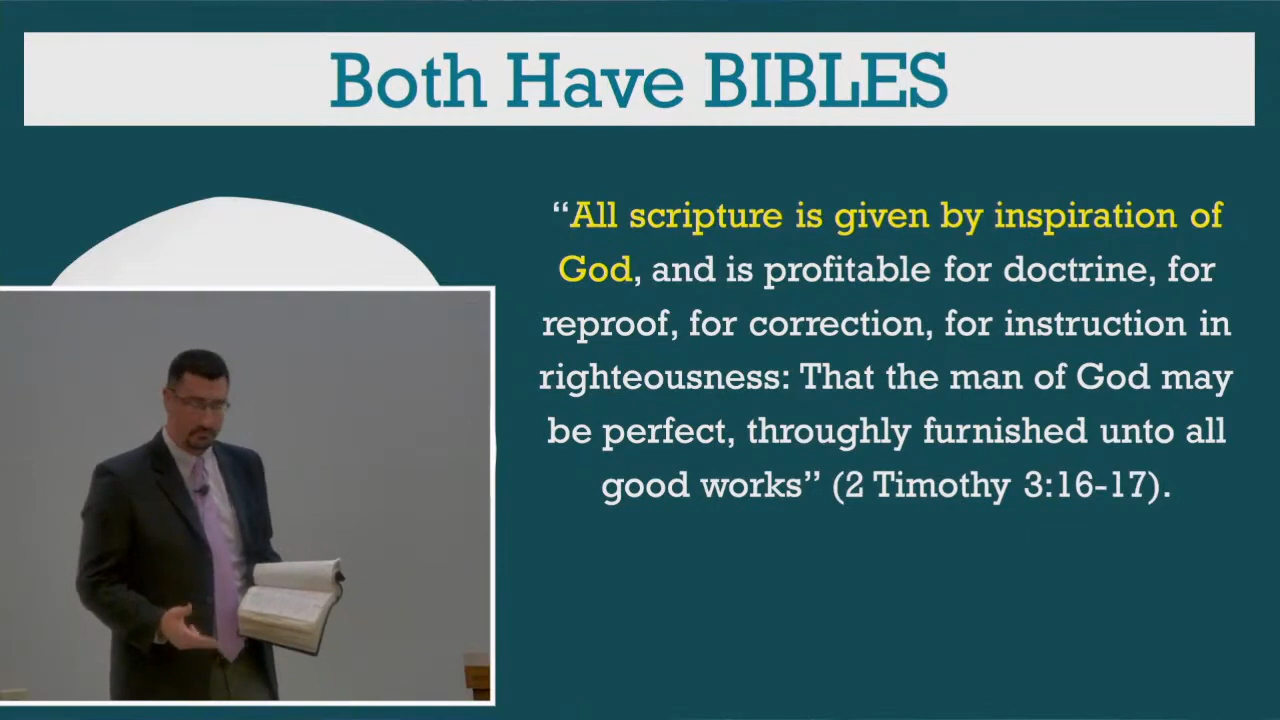 Both Have BIBLES
“All scripture is given by inspiration of
God, and is profitable for doctrine, for
reproof, for correction, for instruction in
righteousness: That the man of God may
be perfect, throughly furnished unto all
good works” (2 Timothy 3:16-17).